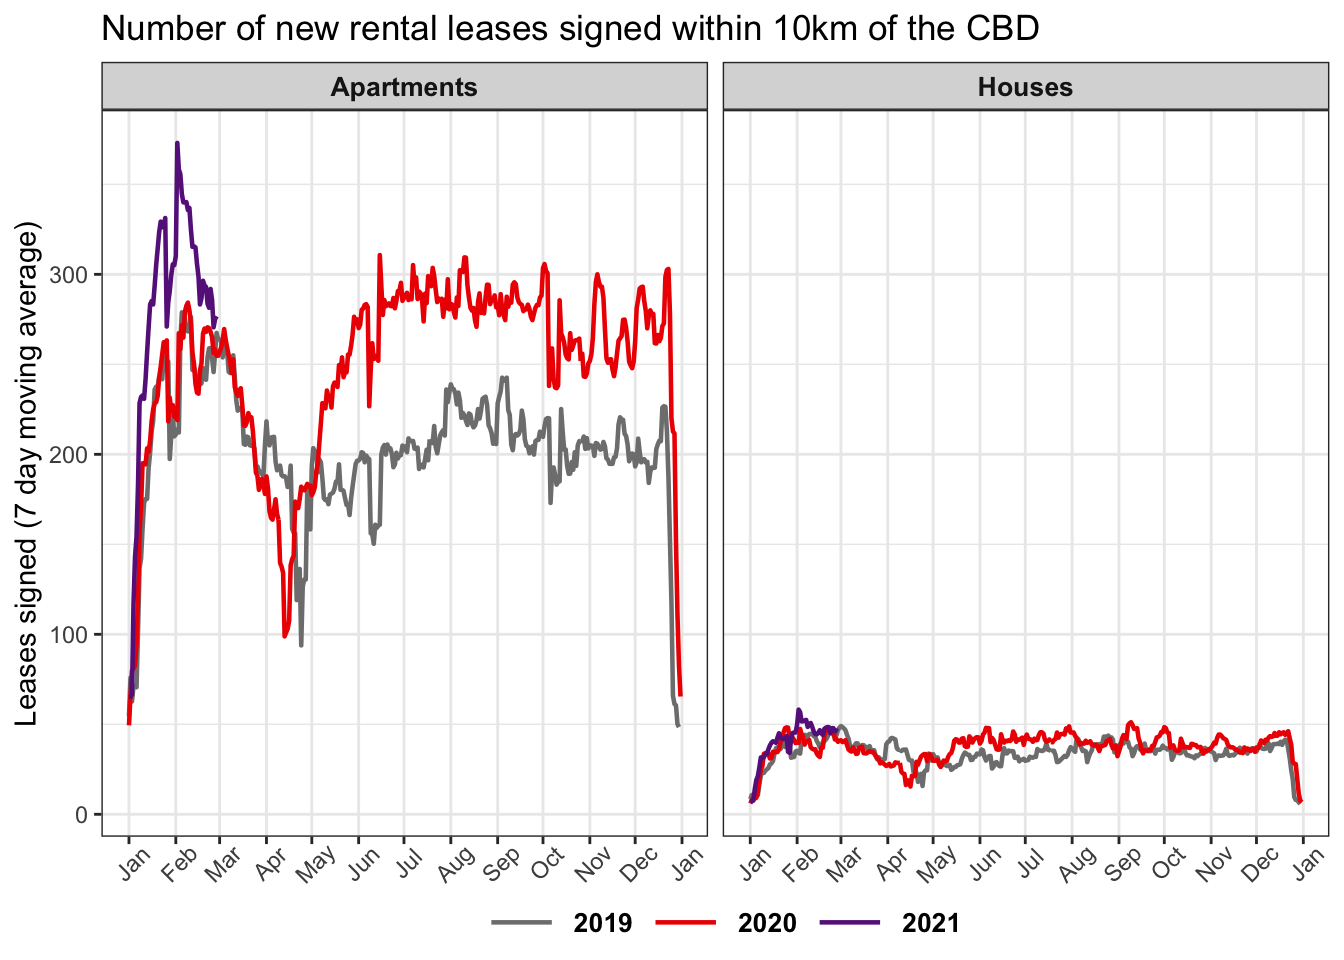 Number of new rental leases signed within 10km of the CBD
Apartments
Houses
Leases signed (7 day moving average)
300
200
100
0
Jan Feb Mar Apr May Jun Jul Aug Sep Oct Nov Dec Jan
Jan Feb Mar Apr May Jun Jul Aug Sep Oct Nov Dec Jan
2019 2020 2021